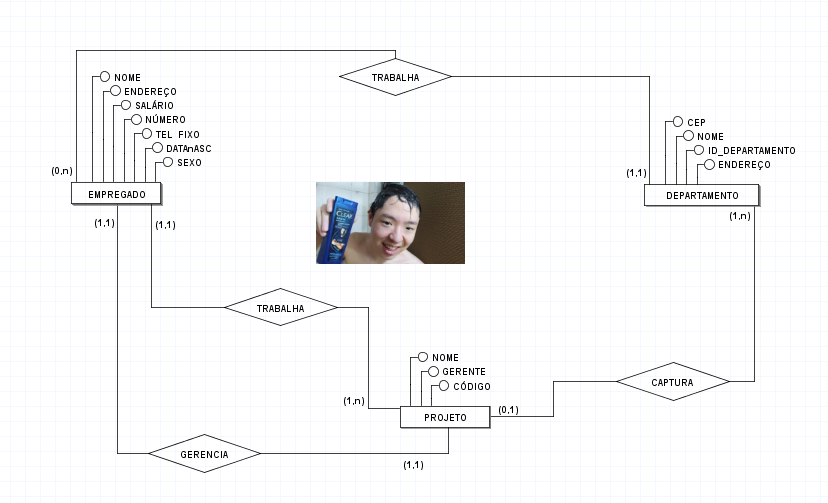 TRABALHA
NOME
ENDEREÇO
SALÁRIO
NÚMERO
TEL FIXO
DATAnASC
SEXO
(0,n)
EMPREGADO
(1,1)
(1,1)
CEP
NOME
ID_DEPARTAMENTO
ENDEREÇO
(1,1)
DEPARTAMENTO
(1,n)
CLEAR
TRABALHA
NOME
GERENTE
CÓDIGO
(1,n)
PROJETO
(0,1)
CAPTURA
GERENCIA
(1,1)